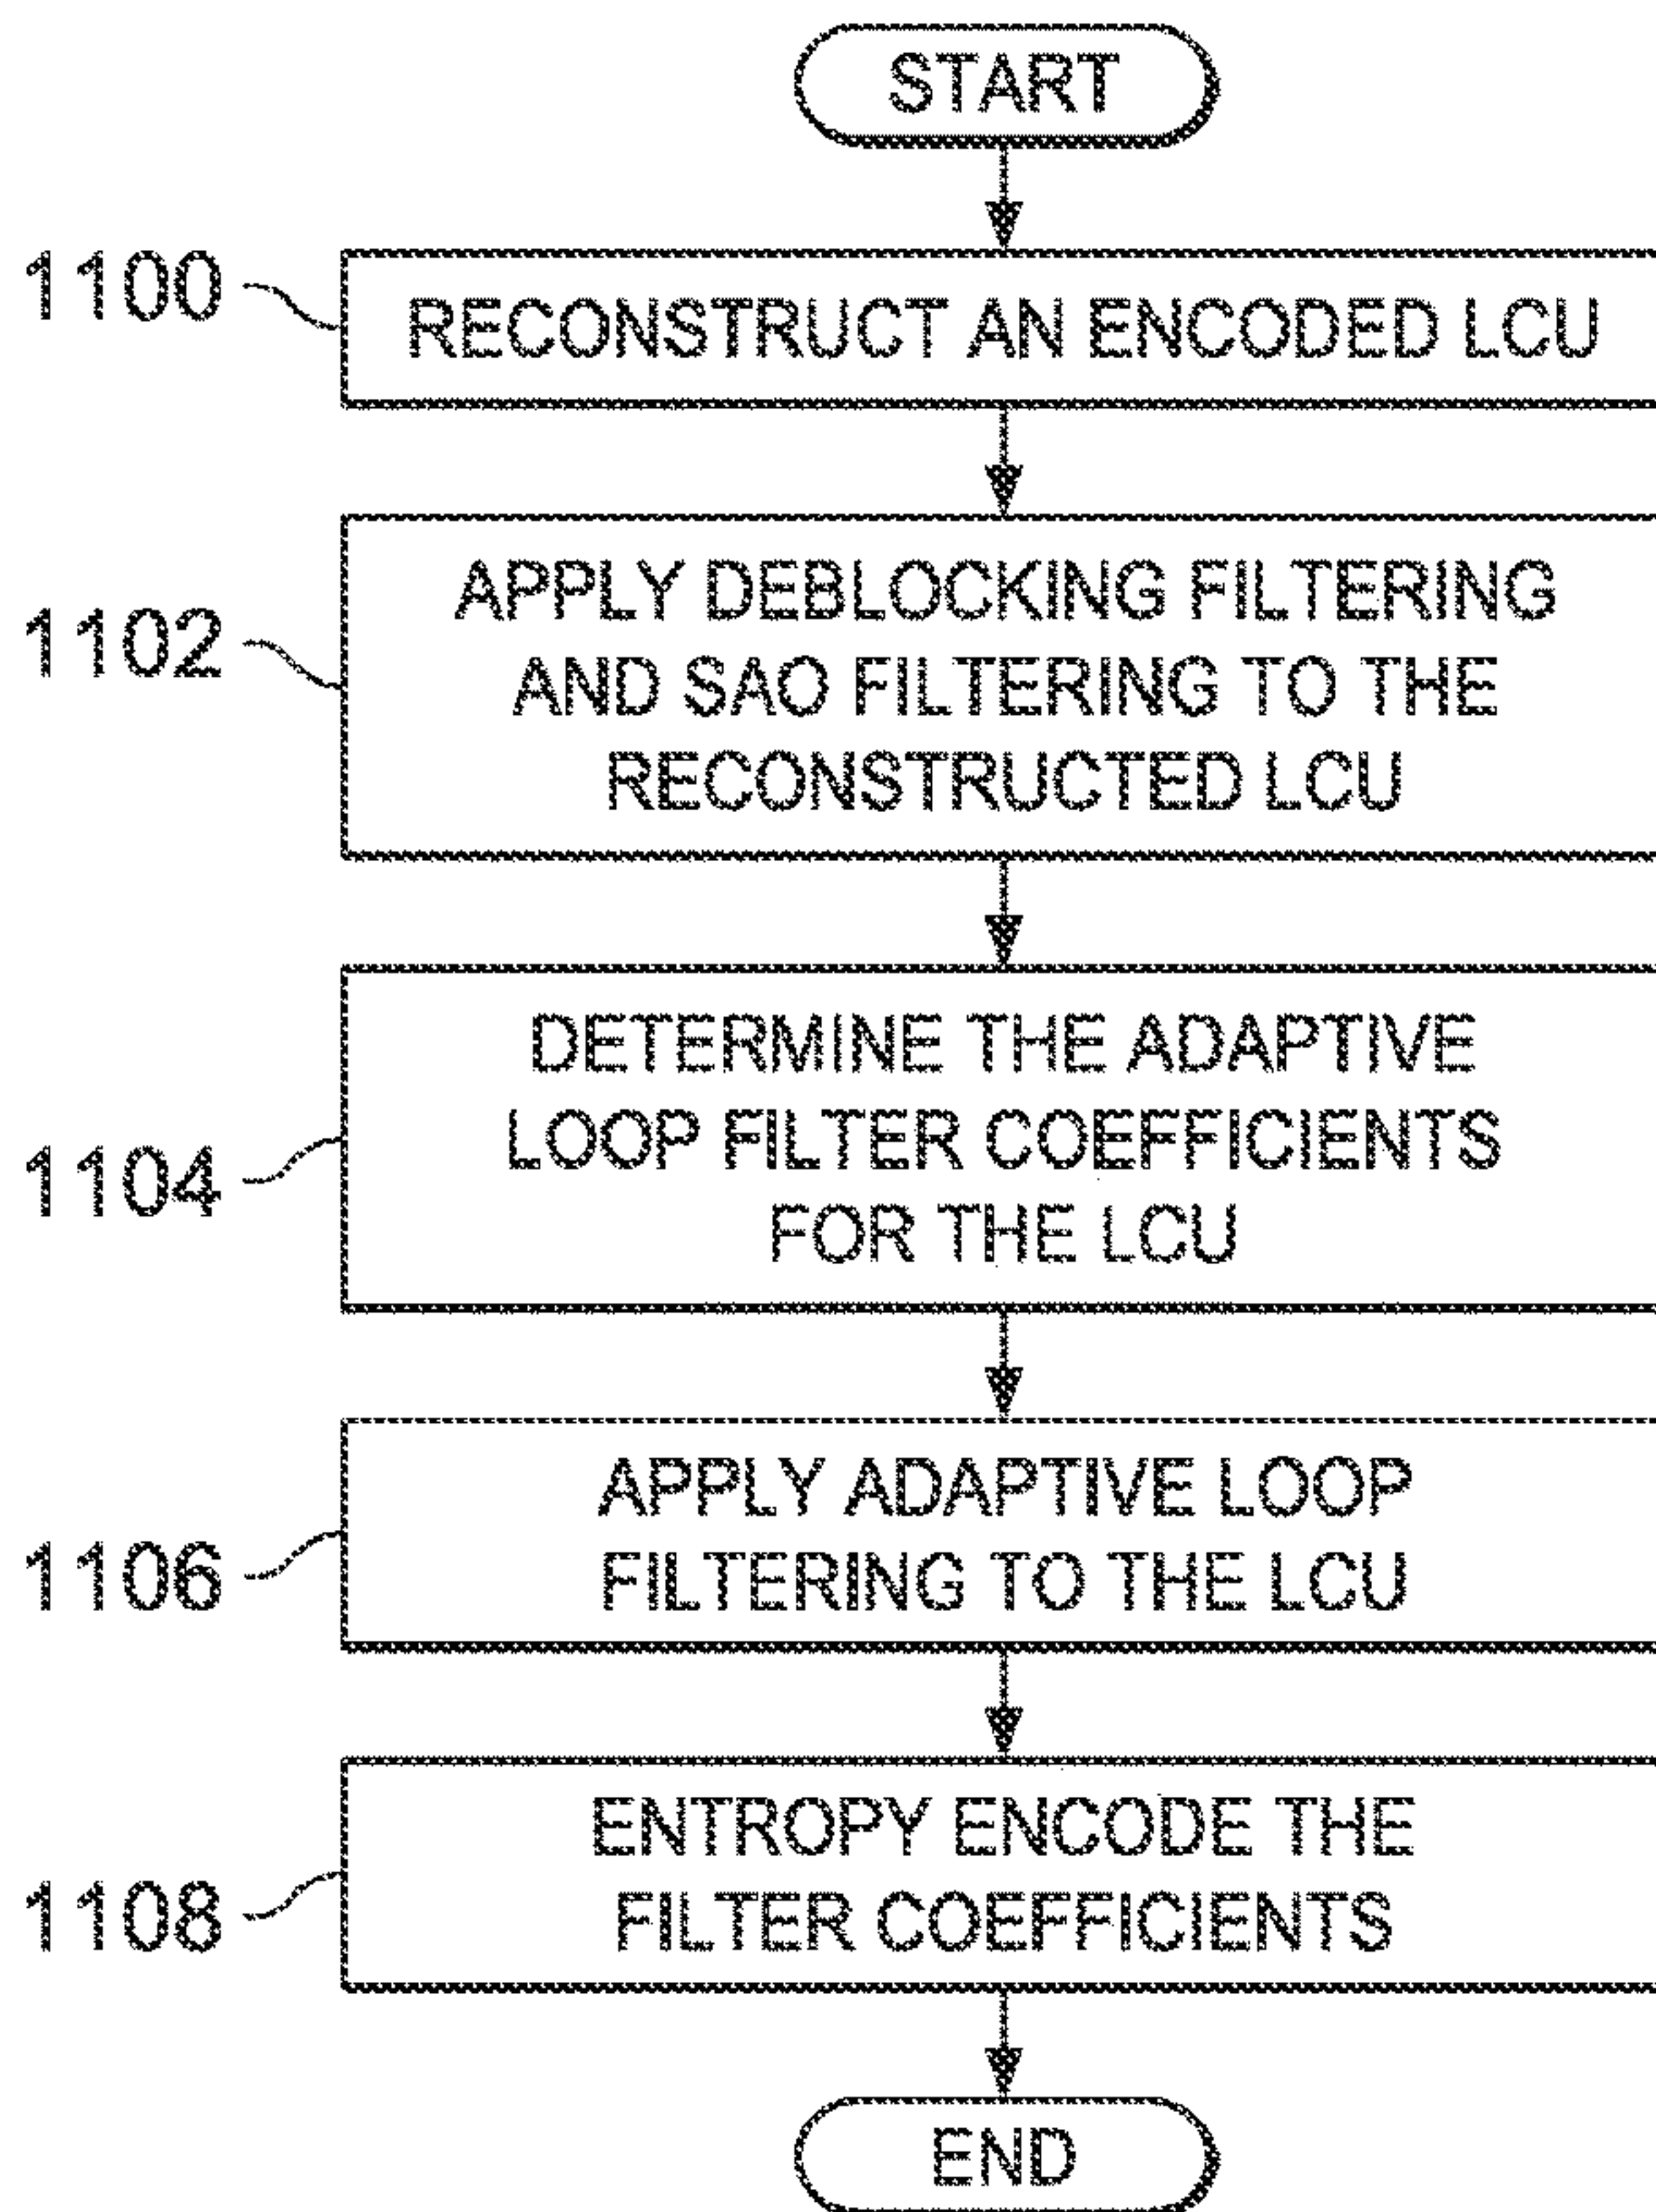 START
1100
RECONSTRUCT AN ENCODED LCU
1102
APPLY DEBLOCKING FILTERING
AND SAO FILTERING TO THE
RECONSTRUCTED LCU
1104
DETERMINE THE ADAPTIVE
LOOP FILTER COEFFICIENTS
FOR THE LCU
1106
APPLY ADAPTIVE LOOP
FILTERING TO THE LCU
1108
ENTROPY ENCODE THE
FILTER COEFFICIENTS
END